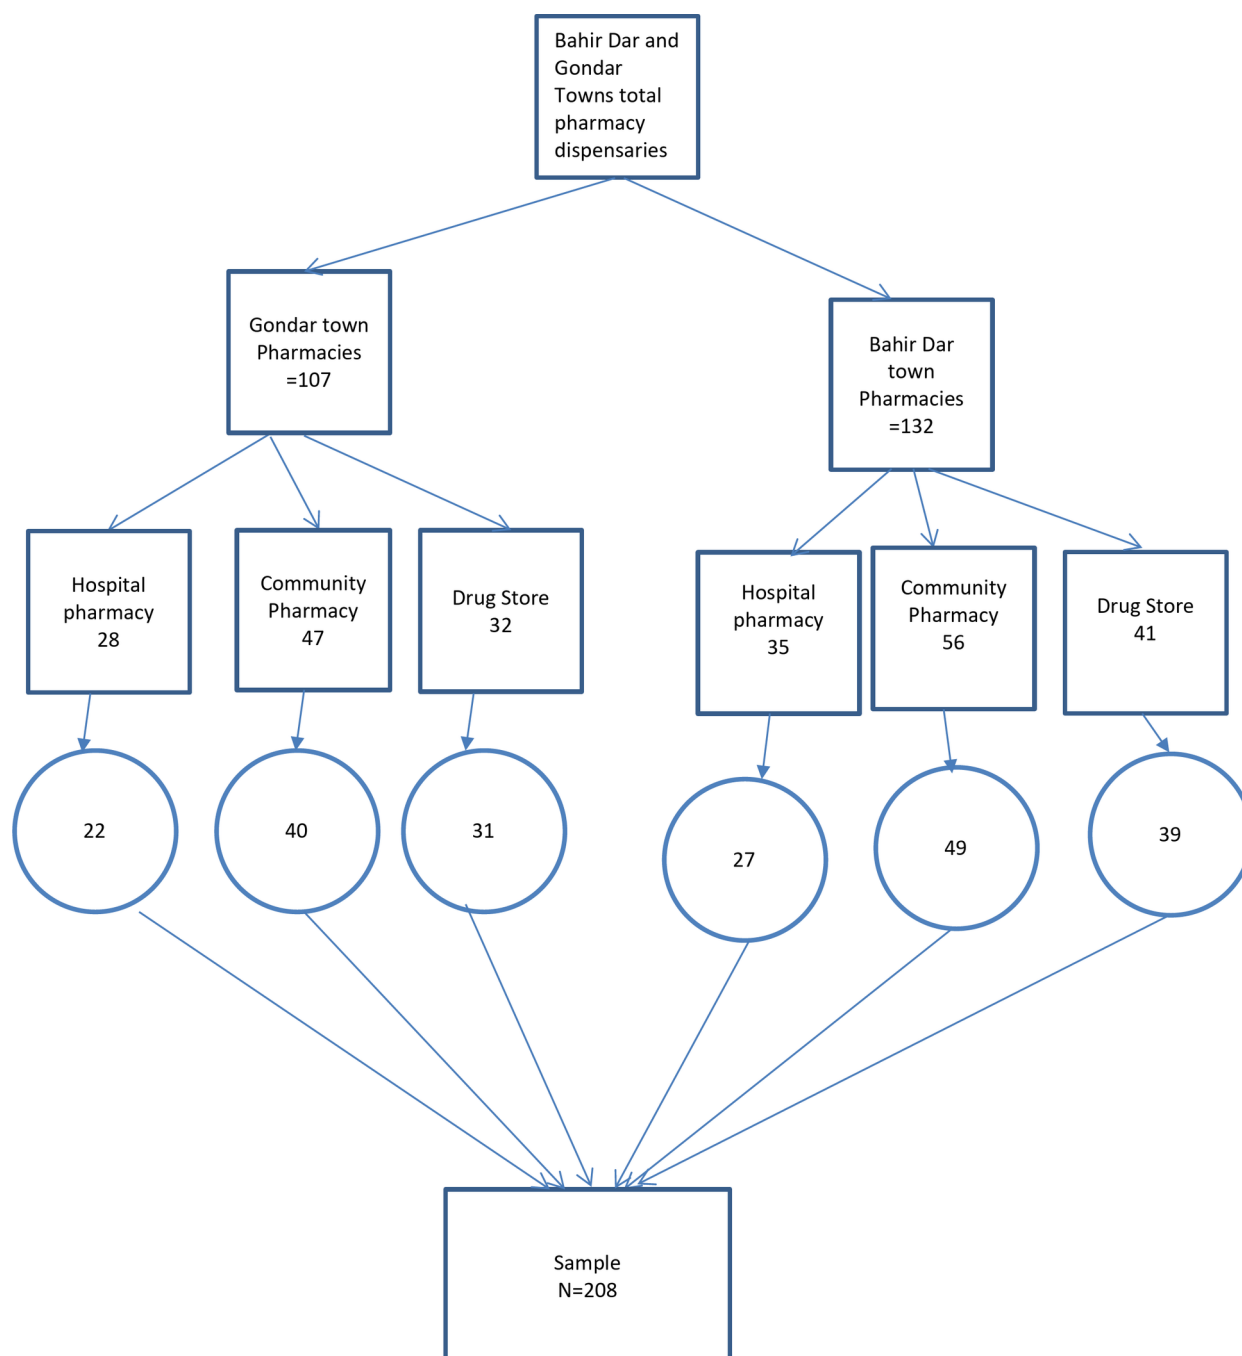 Bahir Dar and
Gondar
Towns total
pharmacy
dispensaries
Gondar town
Pharmacies
=107
Bahir Dar
town
Pharmacies
=132
Hospital
pharmacy
28
Community
Pharmacy
47
Drug Store
32
Hospital
pharmacy
35
Community
Pharmacy
56
Drug Store
41
22
40
31
27
49
39
Sample
N=208